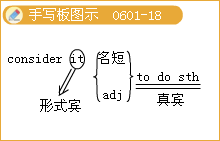 手写板图示 0601-18
consider it 名短
adj
to do sth
形式宾
真宾